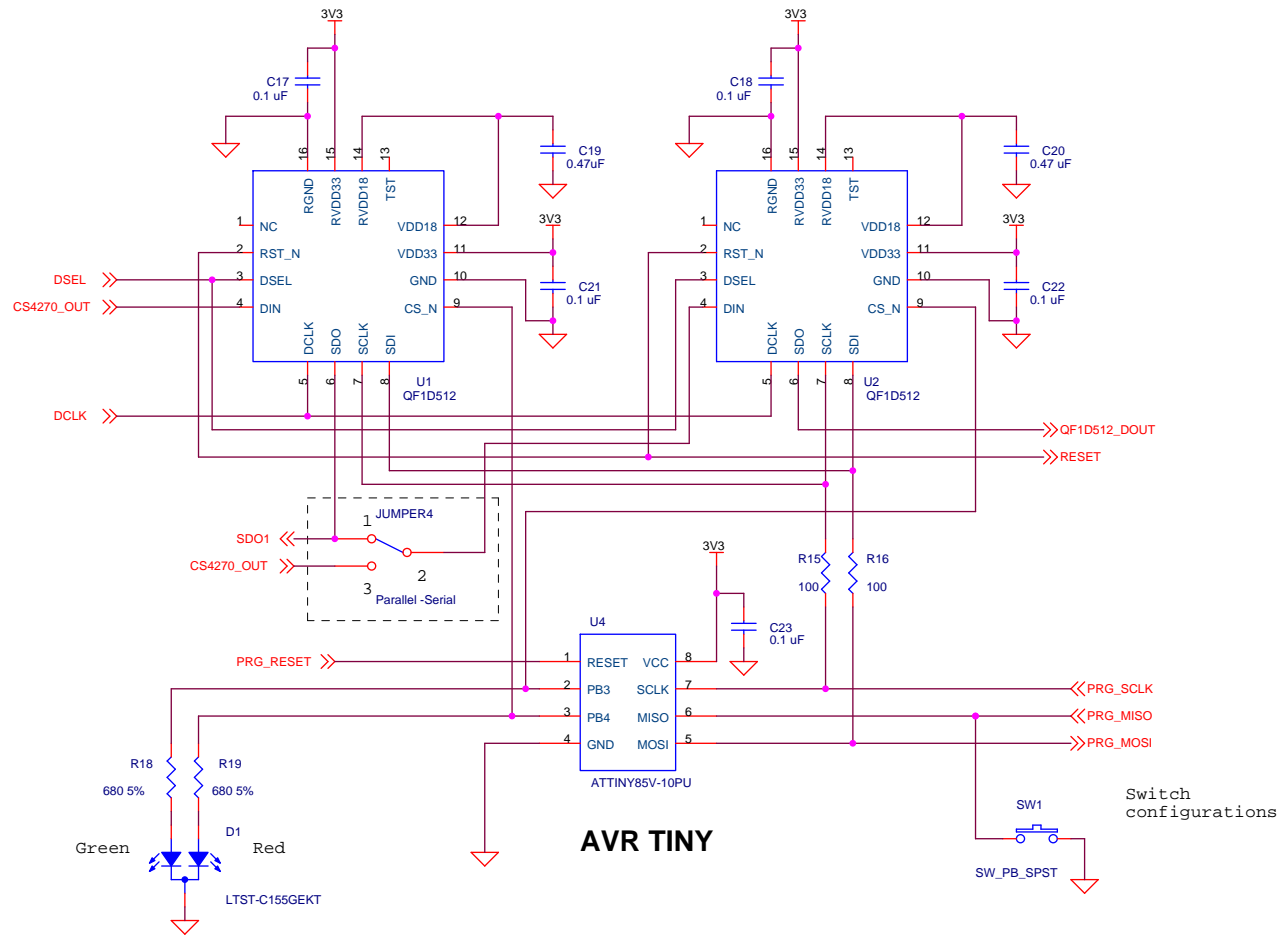 3V3
3V3
C17
0.1 uF
C18
0.1 uF
C19
0.47uF
C20
0.47 uF
16
15
14
13
16
15
14
13
RGND
RVDD33
RVDD18
TST
RGND
RVDD33
RVDD18
TST
1
NC
VDD18
12
3V3
1
NC
VDD18
12
3V3
2
RST_N
VDD33
11
2
RST_N
VDD33
11
DSEL
3
DSEL
GND
10
3
DSEL
GND
10
C21
0.1 uF
C22
0.1 uF
CS4270_OUT
4
DIN
CS_N
9
4
DIN
CS_N
9
DCLK
SDO
SCLK
SDI
DCLK
SDO
SCLK
SDI
5
6
7
8
5
6
7
8
U1
QF1D512
U2
QF1D512
DCLK
QF1D512_DOUT
RESET
JUMPER4
1
SDO1
2
CS4270_OUT
3
Parallel -Serial
3V3
R15
100
R16
100
C23
0.1 uF
U4
PRG_RESET
1
RESET
VCC
8
2
PB3
SCLK
7
PRG_SCLK
3
PB4
MISO
6
PRG_MISO
4
GND
MOSI
5
PRG_MOSI
ATTINY85V-10PU
R18
680 5%
R19
680 5%
AVR TINY
Switch
configurations
SW1
SW_PB_SPST
D1
Green
Red
LTST-C155GEKT